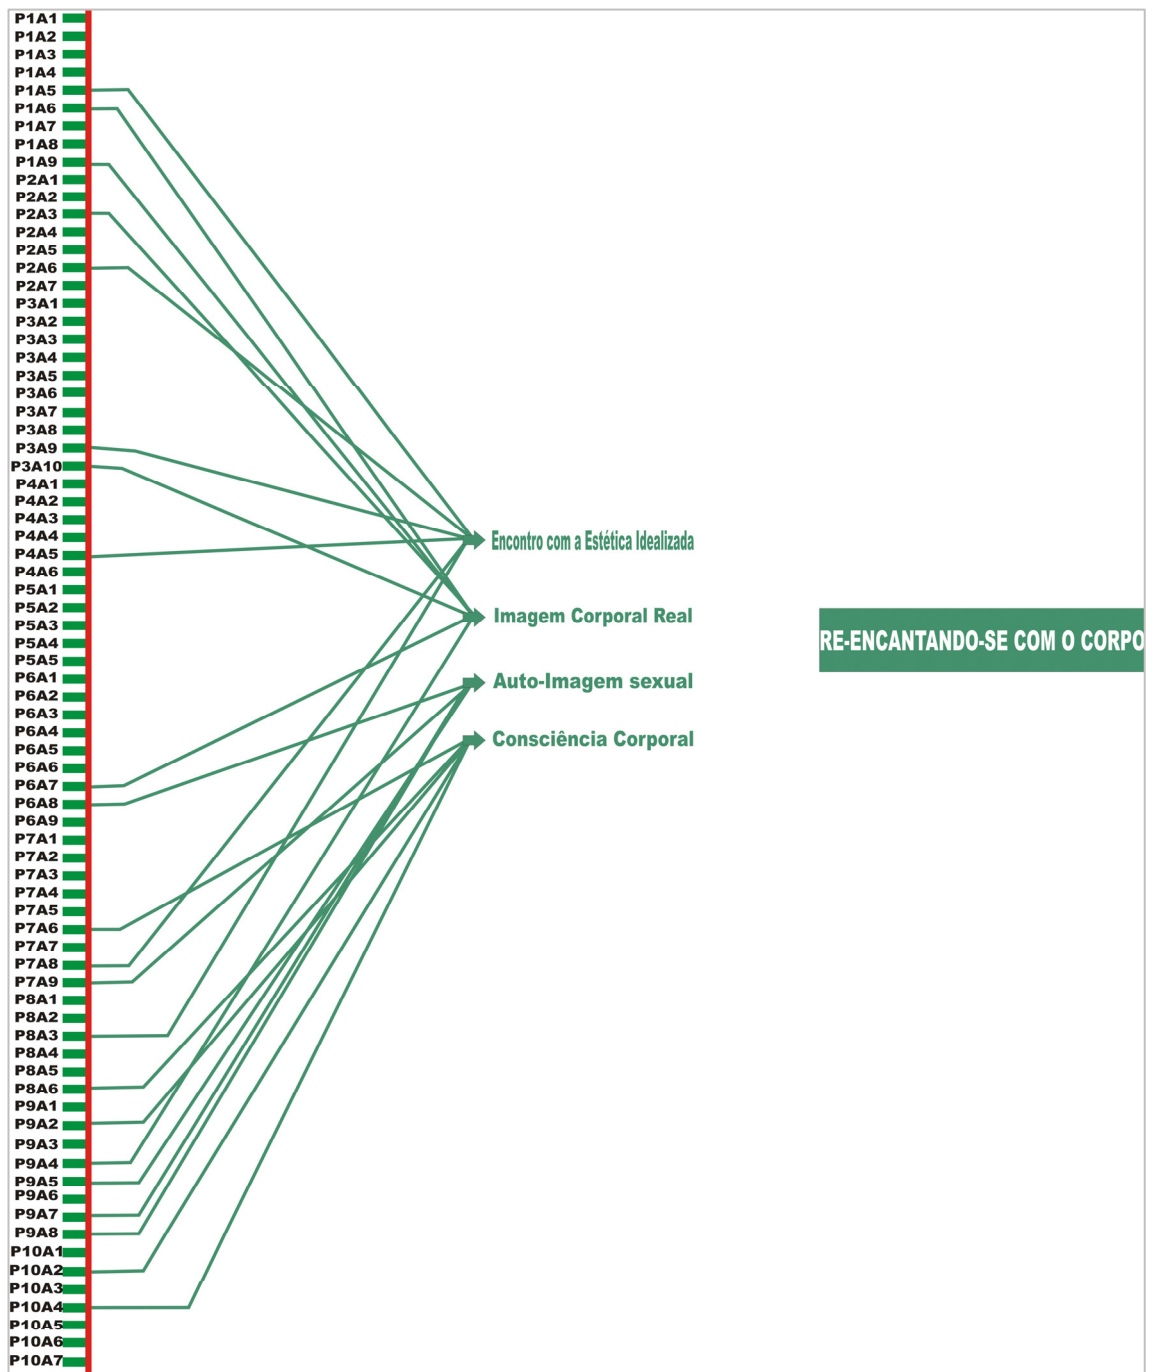 P1A1
P1A2
P1A3
P1A4
P1A5
P1A6
P1A7
P1A8
P1A9
P2A1
P2A2
P2A3
P2A4
P2A5
P2A6
P2A7
P3A1
P3A2
P3A3
P3A4
P3A5
P3A6
P3A7
P3A8
P3A9
P3A10
P4A1
P4A2
P4A3
P4A4
P4A5
P4A6
P5A1
P5A2
P5A3
P5A4
P5A5
P6A1
P6A2
P6A3
P6A4
P6A5
P6A6
P6A7
P6A8
P6A9
P7A1
P7A2
P7A3
P7A4
P7A5
P7A6
P7A7
P7A8
P7A9
P8A1
P8A2
P8A3
P8A4
P8A5
P8A6
P9A1
P9A2
P9A3
P9A4
P9A5
P9A6
P9A7
P9A8
P10A1
P10A2
P10A3
P10A4
P10A5
P10A6
P10A7
Encontro com a Estética Idealizada
Imagem Corporal Real
Auto-Imagem sexual
Consciência Corporal
RE-ENCANTANDO-SE COM O CORPO